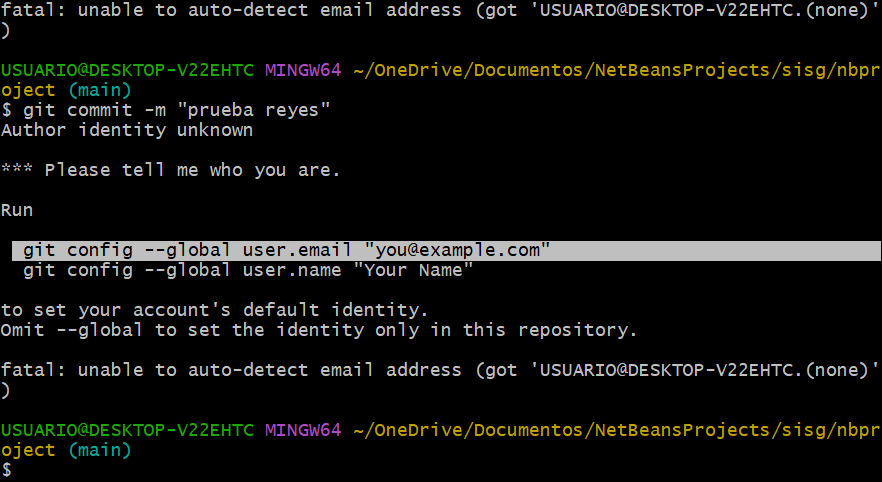 fatal: unable to auto-detect email address (got 'USUARIO@DESKTOP-V22EHTC.(none)'
)
USUARIO@DESKTOP-V22EHTC MINGW64 ~/OneDrive/Documentos/NetBeansProjects/sisg/nbpr
oject (main)
$ git commit -m "prueba reyes"
Author identity unknown
*** Please tell me who you are.
Run
git config --global user.email "you@example.com"
git config --global user.name "Your Name"
to set your account's default identity.
Omit --global to set the identity only in this repository.
fatal: unable to auto-detect email address (got 'USUARIO@DESKTOP-V22EHTC.(none)'
)
USUARIO@DESKTOP-V22EHTC MINGW64 ~/OneDrive/Documentos/NetBeansProjects/sisg/nbpr
oject (main)
$